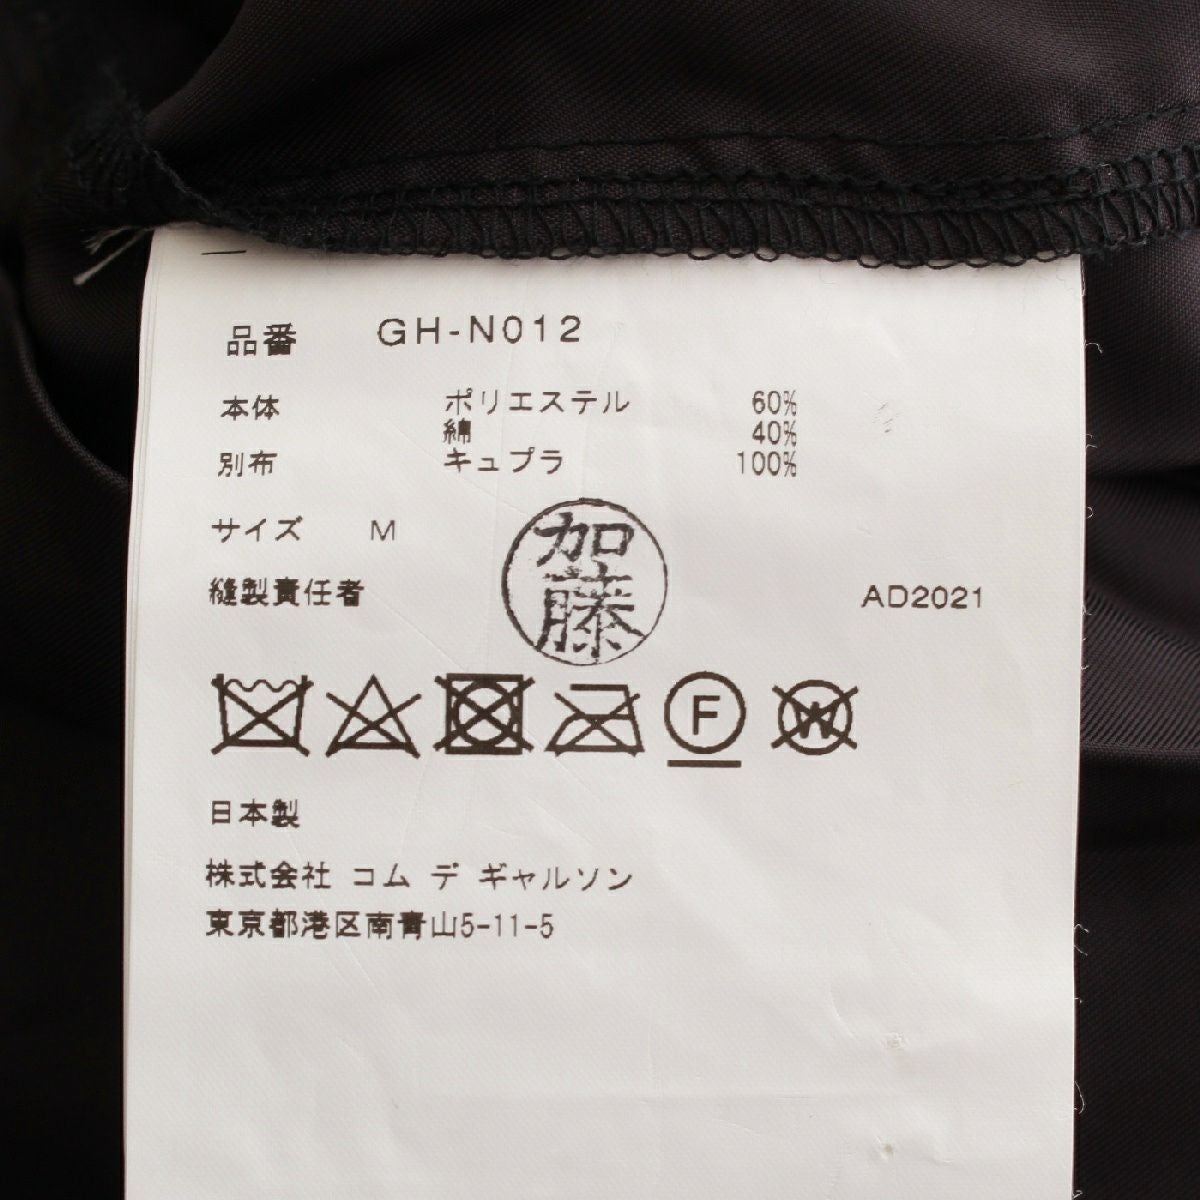 品番 GH-N012
本体 ポリエステル 60%
綿 40%
別布 キュプラ 100%
サイズ M
縫製責任者 加藤 AD2021
F W
日本製
株式会社 コム デ ギャルソン
東京都港区南青山5-11-5